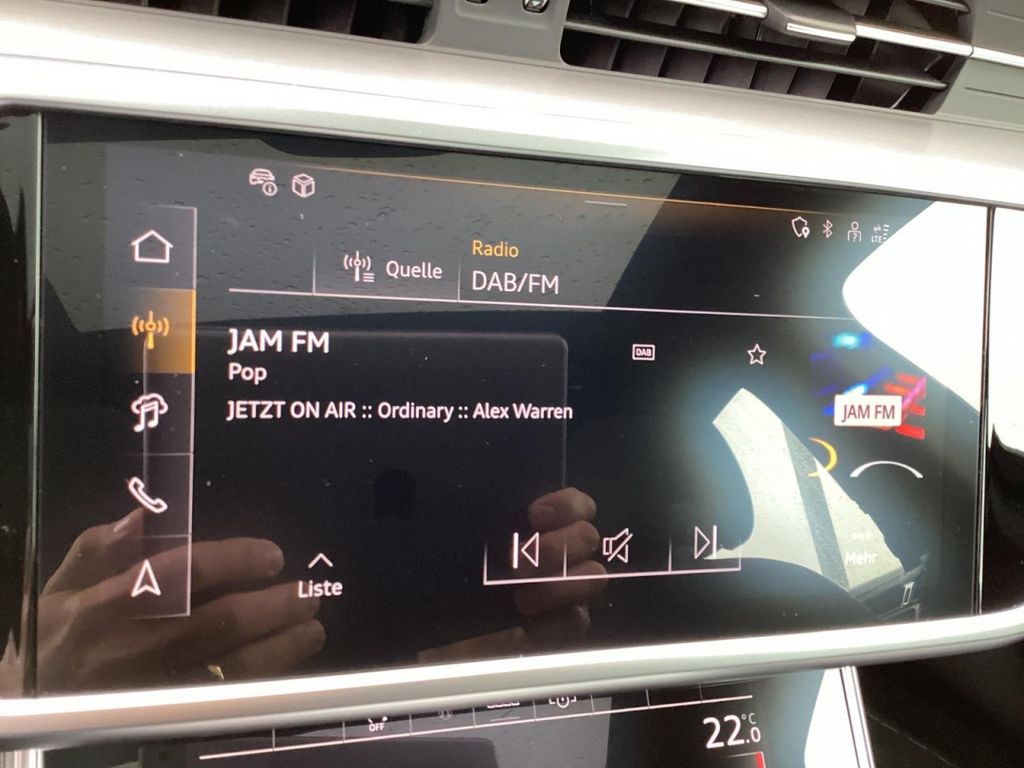 LTE
Quelle
Radio
DAB/FM
JAM FM
Pop
DAB
JETZT ON AIR :: Ordinary :: Alex Warren
JAM FM
Liste
Mehr
OFF
22.0 °C